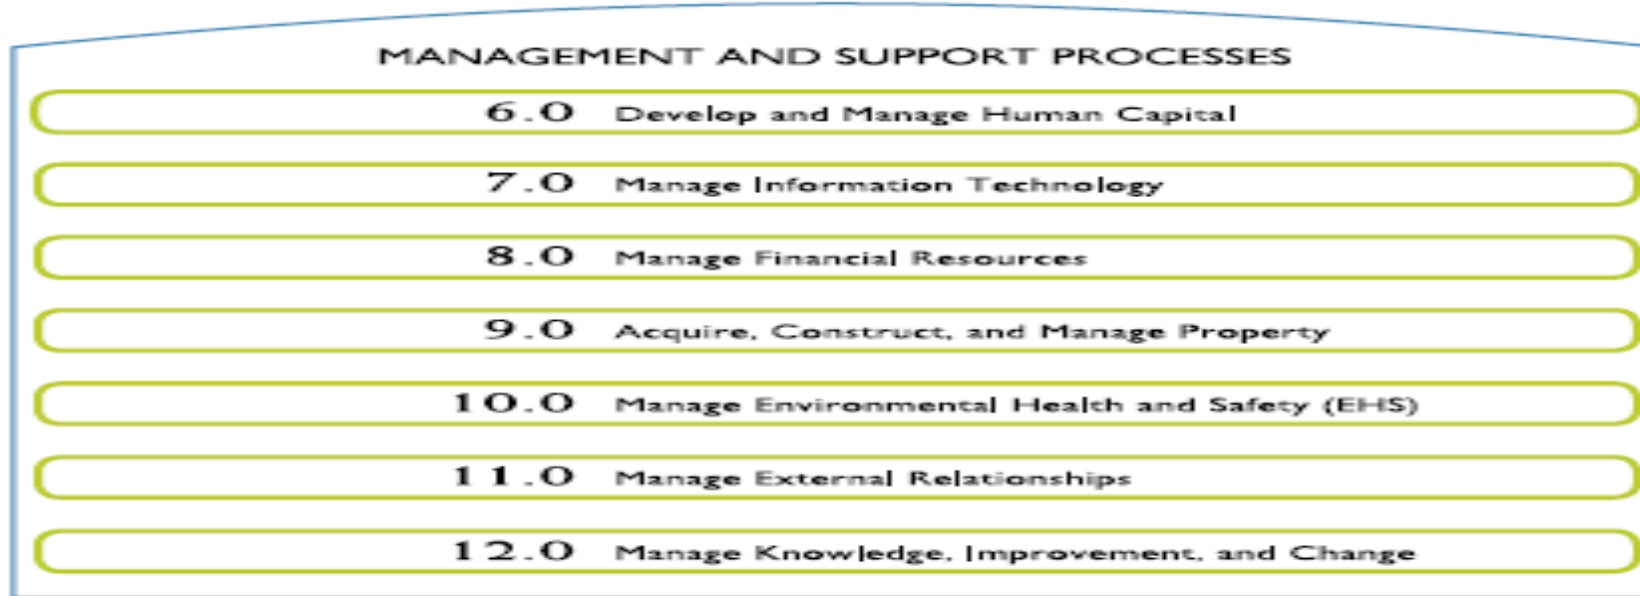 MANAGEMENT AND SUPPORT PROCESSES
6.0 Develop and Manage Human Capital
7.0 Manage Information Technology
8.0 Manage Financial Resources
9.0 Acquire, Construct, and Manage Property
10.0 Manage Environmental Health and Safety (EHS)
11.0 Manage External Relationships
12.0 Manage Knowledge, Improvement, and Change